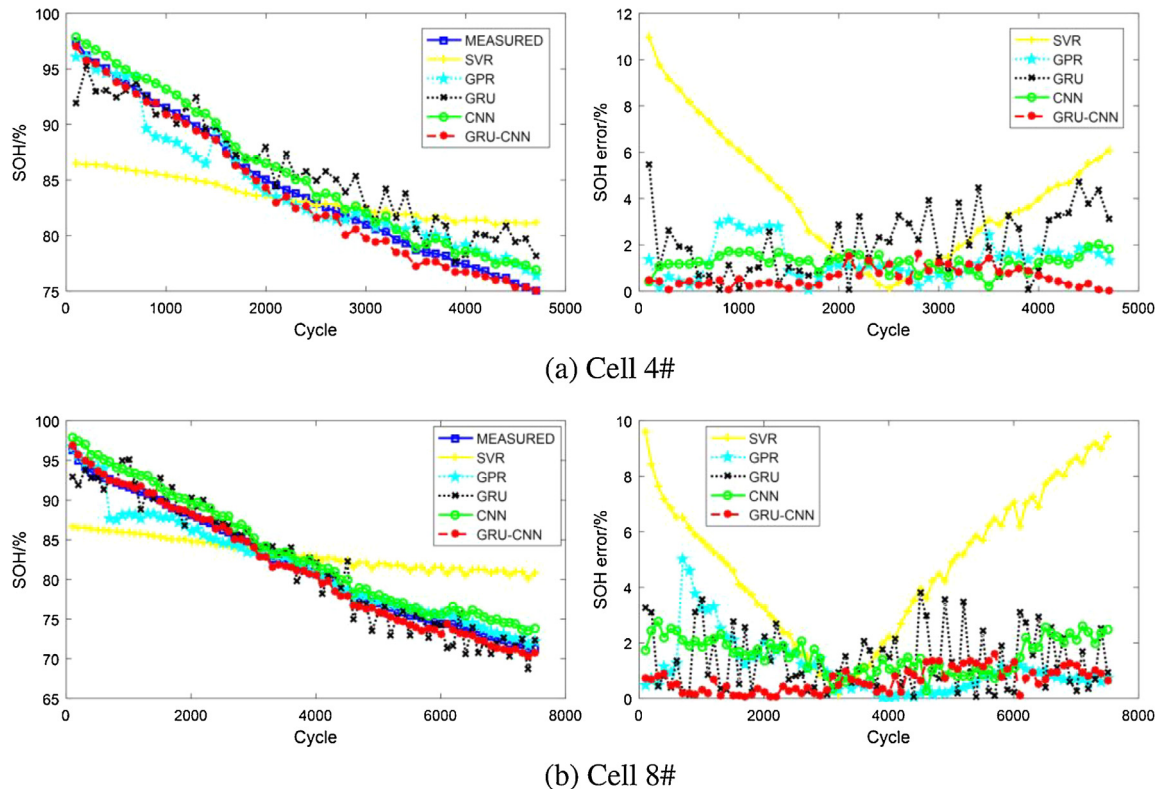 100
95
90
85
80
75
SOH/%
0
1000
2000
3000
4000
5000
Cycle
MEASURED
SVR
GPR
GRU
CNN
GRU-CNN
12
10
8
6
4
2
0
SOH error/%
0
1000
2000
3000
4000
5000
Cycle
SVR
GPR
GRU
CNN
GRU-CNN
(a) Cell 4#
100
95
90
85
80
75
70
65
SOH/%
0
2000
4000
6000
8000
Cycle
MEASURED
SVR
GPR
GRU
CNN
GRU-CNN
10
8
6
4
2
0
SOH error/%
0
2000
4000
6000
8000
Cycle
SVR
GPR
GRU
CNN
GRU-CNN
(b) Cell 8#